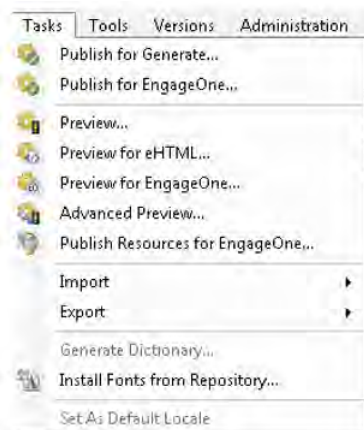 Tasks Tools Versions Administration
Publish for Generate...
Publish for EngageOne...
Preview...
Preview for eHTML...
Preview for EngageOne...
Advanced Preview...
Publish Resources for EngageOne...
Import
Export
Generate Dictionary...
Install Fonts from Repository...
Set As Default Locale